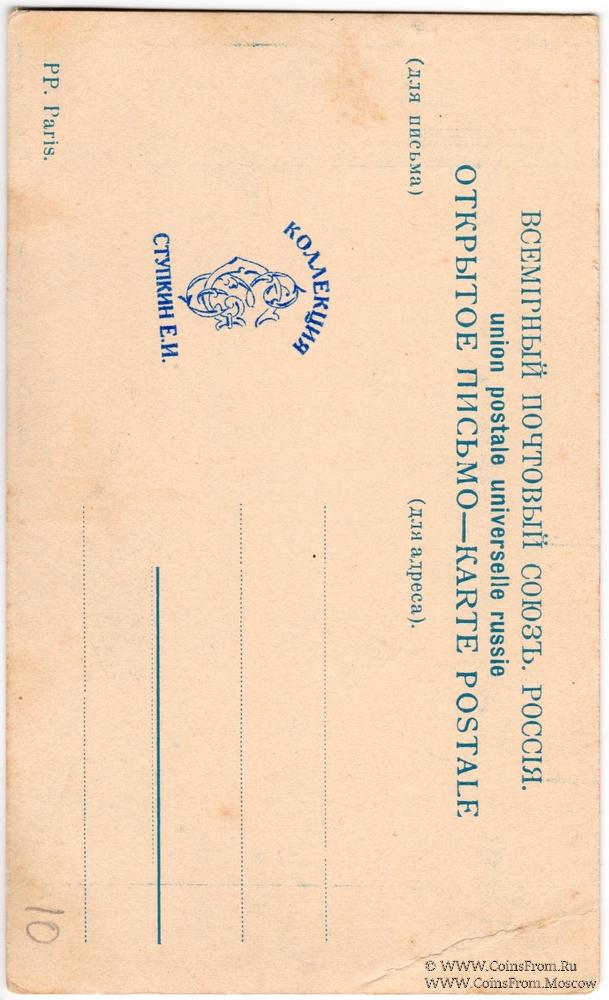 ВСЕМІРНЫЙ ПОЧТОВЫЙ СОЮЗЪ. РОССІЯ.
union postale universelle russie
ОТКРЫТОЕ ПИСЬМО—KARTE POSTALE
(для письма)
(для адреса).
КОЛЛЕКЦИЯ
СТУПКИН Е.И.
PP. Paris.
10
© WWW.CoinsFrom.Ru
WWW.CoinsFrom.Moscow